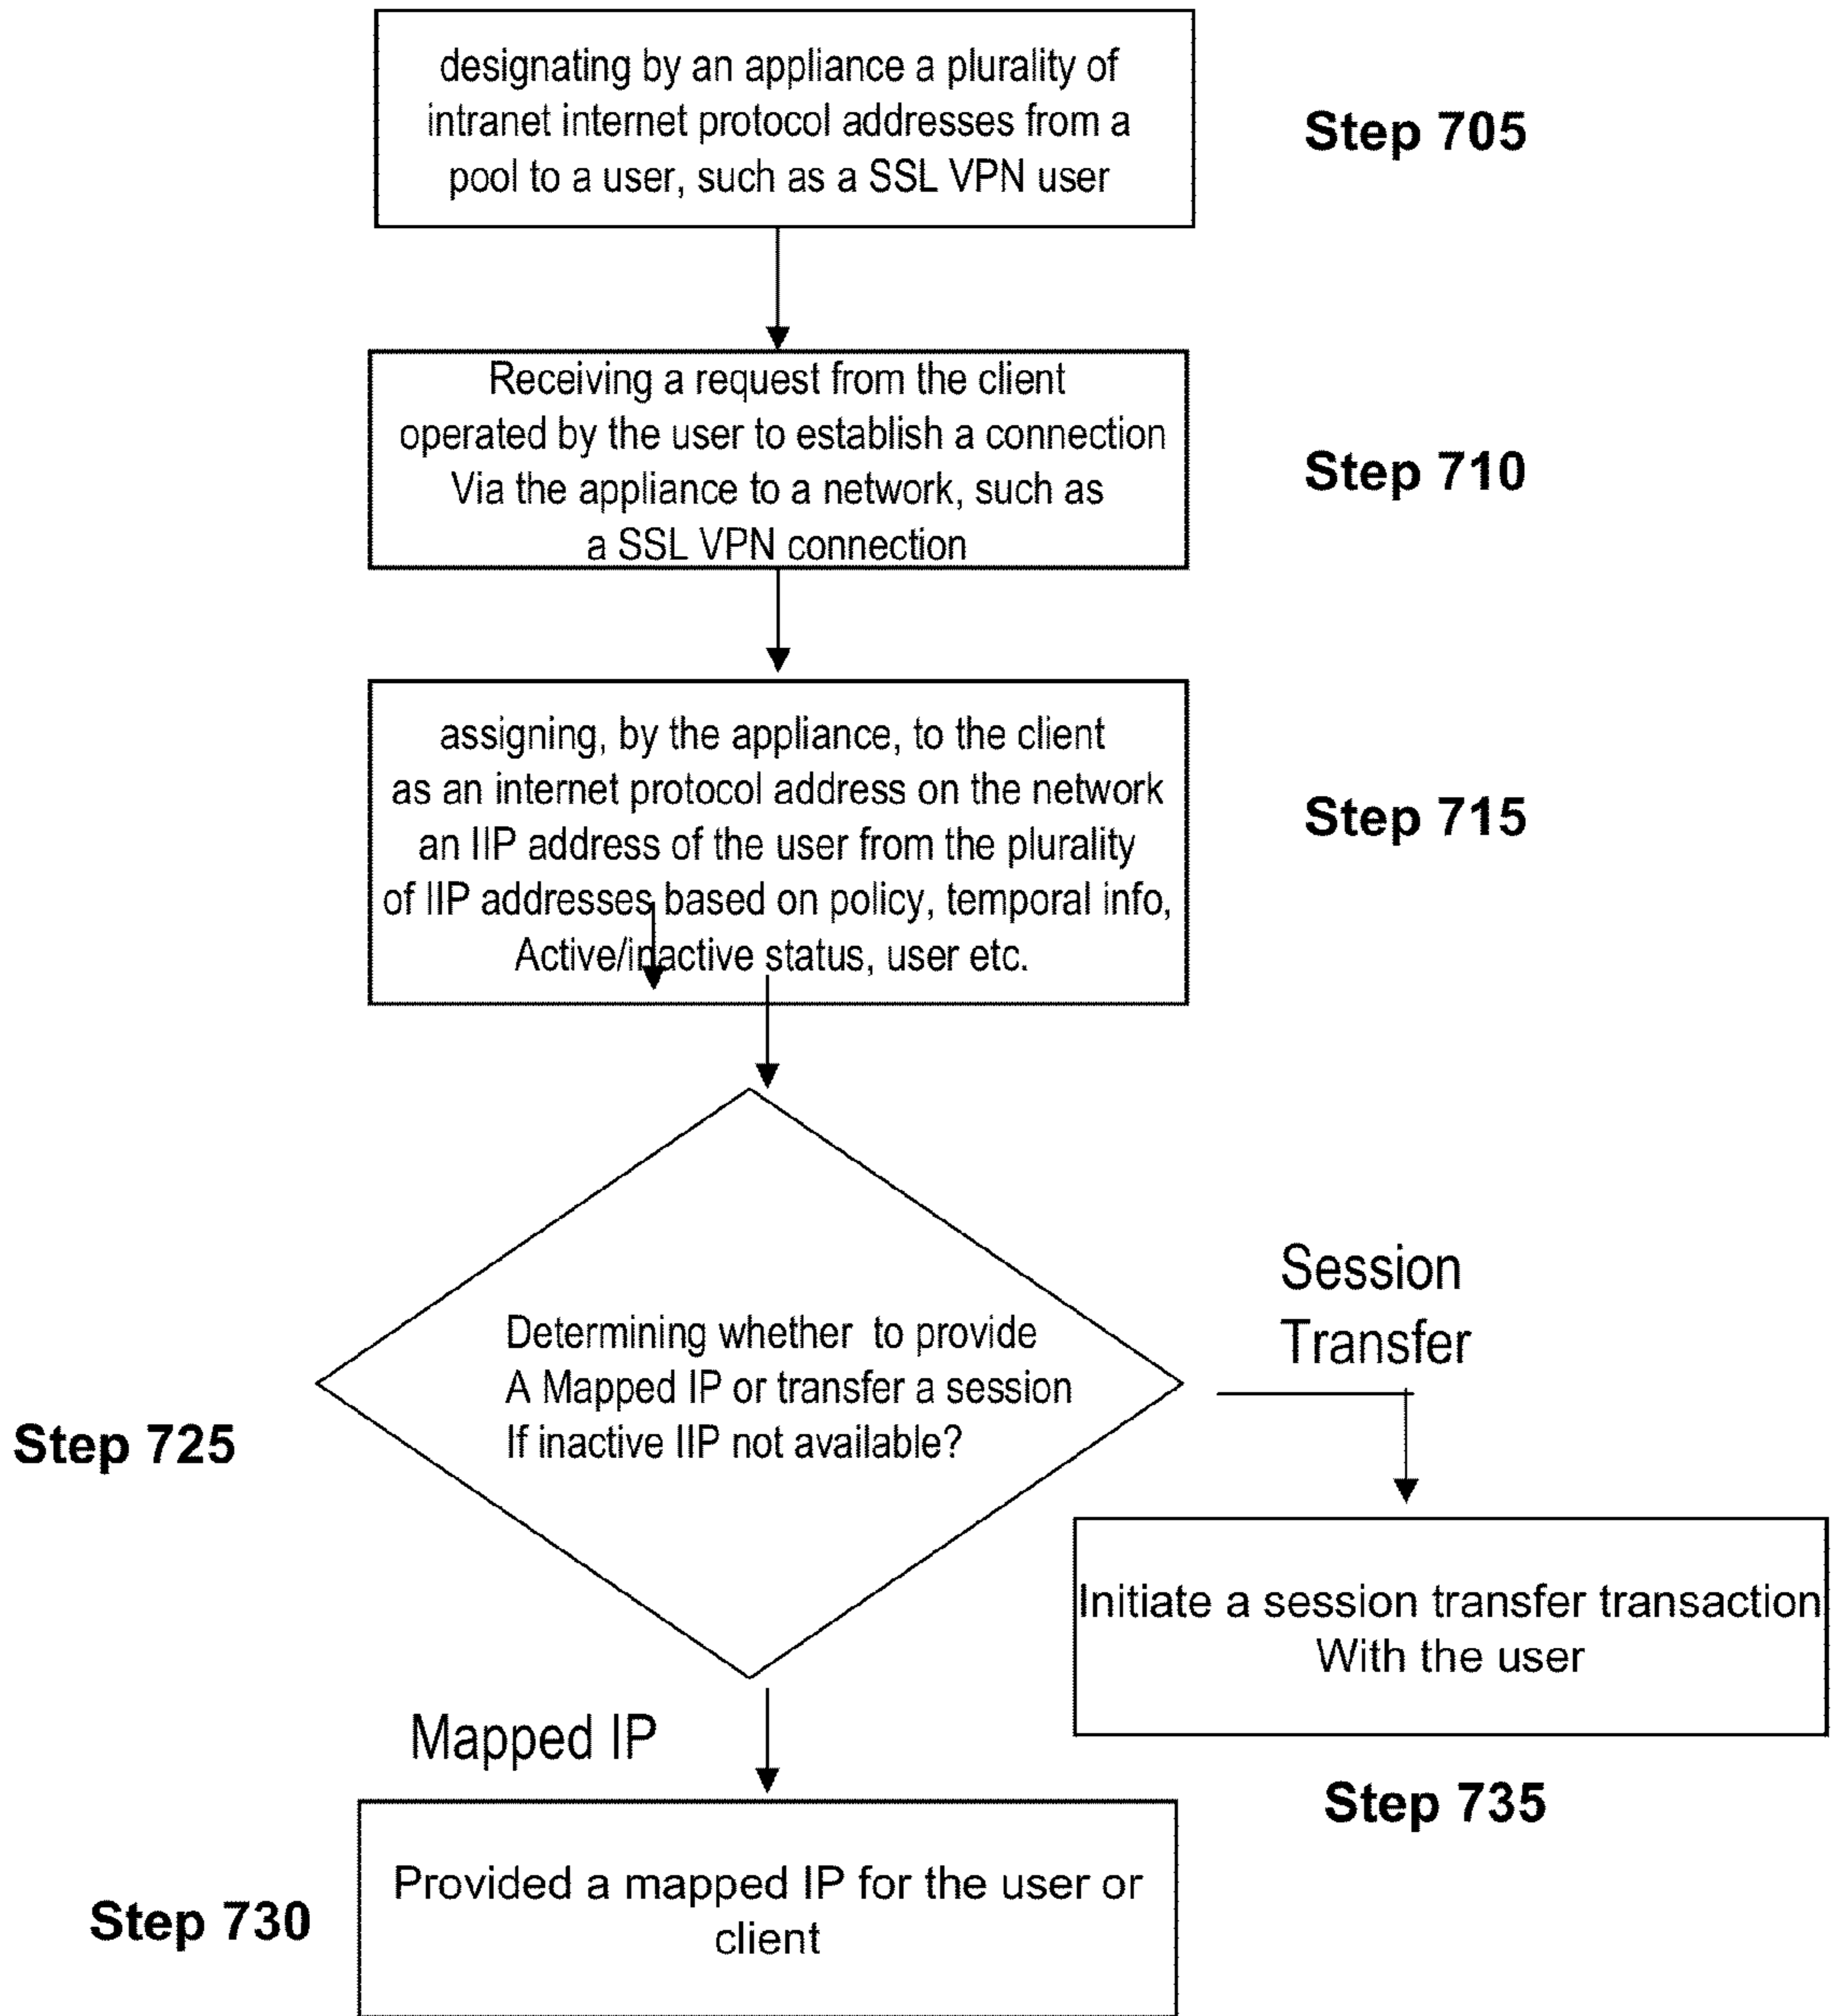 designating by an appliance a plurality of
intranet internet protocol addresses from a
pool to a user, such as a SSL VPN user
Step 705
Receiving a request from the client
operated by the user to establish a connection
Via the appliance to a network, such as
a SSL VPN connection
Step 710
assigning, by the appliance, to the client
as an internet protocol address on the network
an IIP address of the user from the plurality
of IIP addresses based on policy, temporal info,
Active/inactive status, user etc.
Step 715
Determining whether to provide
A Mapped IP or transfer a session
If inactive IIP not available?
Step 725
Session
Transfer
Initiate a session transfer transaction
With the user
Step 735
Mapped IP
Provided a mapped IP for the user or
client
Step 730